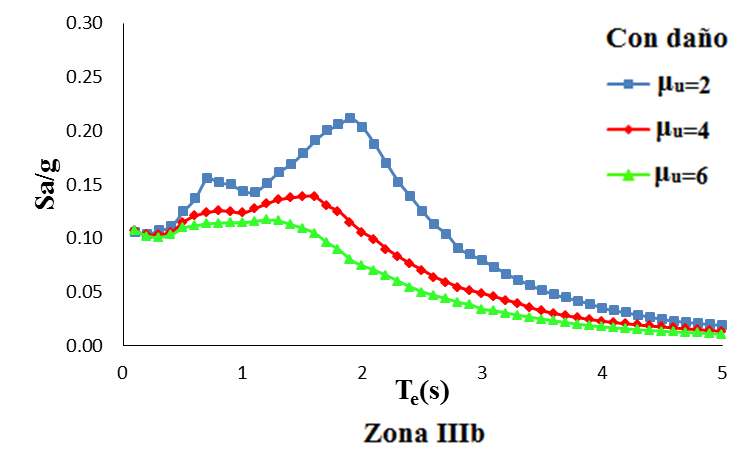 0.30
0.25
0.20
0.15
0.10
0.05
0.00
Sa/g
Con daño
μu=2
μu=4
μu=6
0 1 2 3 4 5
Te(s)
Zona IIIb